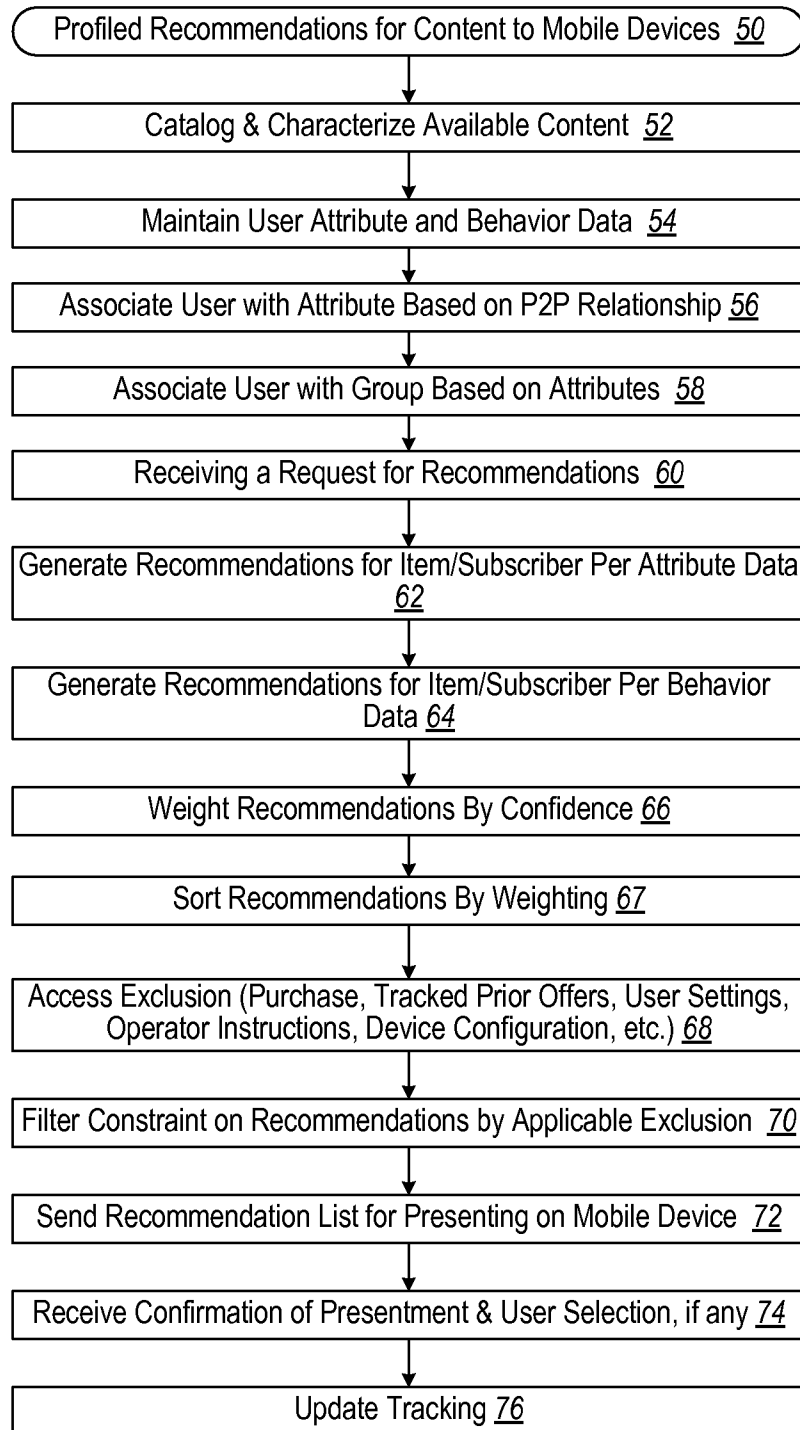 Profiled Recommendations for Content to Mobile Devices 50
Catalog & Characterize Available Content 52
Maintain User Attribute and Behavior Data 54
Associate User with Attribute Based on P2P Relationship 56
Associate User with Group Based on Attributes 58
Receiving a Request for Recommendations 60
Generate Recommendations for Item/Subscriber Per Attribute Data
62
Generate Recommendations for Item/Subscriber Per Behavior
Data 64
Weight Recommendations By Confidence 66
Sort Recommendations By Weighting 67
Access Exclusion (Purchase, Tracked Prior Offers, User Settings,
Operator Instructions, Device Configuration, etc.) 68
Filter Constraint on Recommendations by Applicable Exclusion 70
Send Recommendation List for Presenting on Mobile Device 72
Receive Confirmation of Presentment & User Selection, if any 74
Update Tracking 76